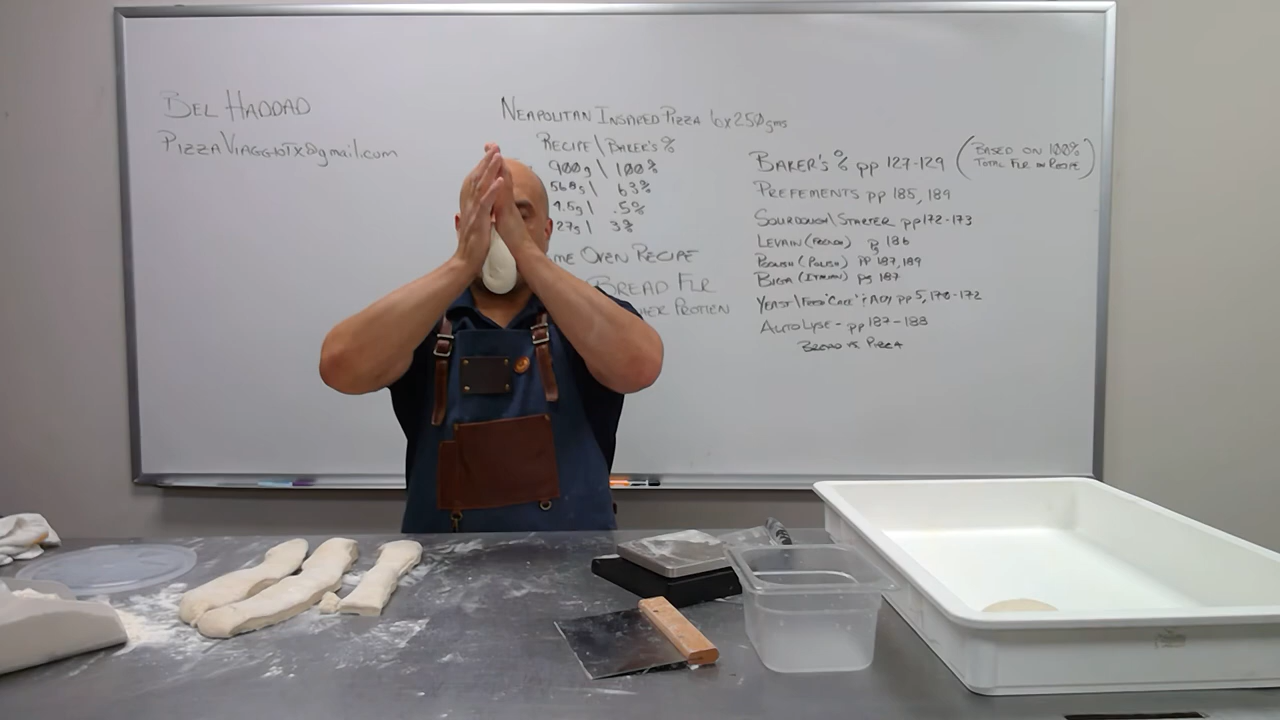 BEL HADDAD
PizzaViaggioTX@gmail.com
NEAPOLITAN INSPIRED PIZZA 6x250gms
RECIPE \ BAKER'S %
900g \ 100%
568g \ 63%
4.5g \ .5%
27g \ 3%
ME OVEN RECIPE
BREAD FLR
HER PROTIEN
BAKER'S % pp 127-129 (BASED ON 100% TOTAL FLR IN RECIPE)
PREFEMENTS pp 185, 189
SOURDOUGH \ STARTER pp 172-173
LEVAIN (FRENCH) pg 186
POOLISH (POLISH) pp 187, 189
BIGA (ITALIAN) pg 187
YEAST \ FRESH "CAKE" ; ADY pp 5, 170-172
AUTOLYSE - pp 187-188
BREAD vs PIZZA